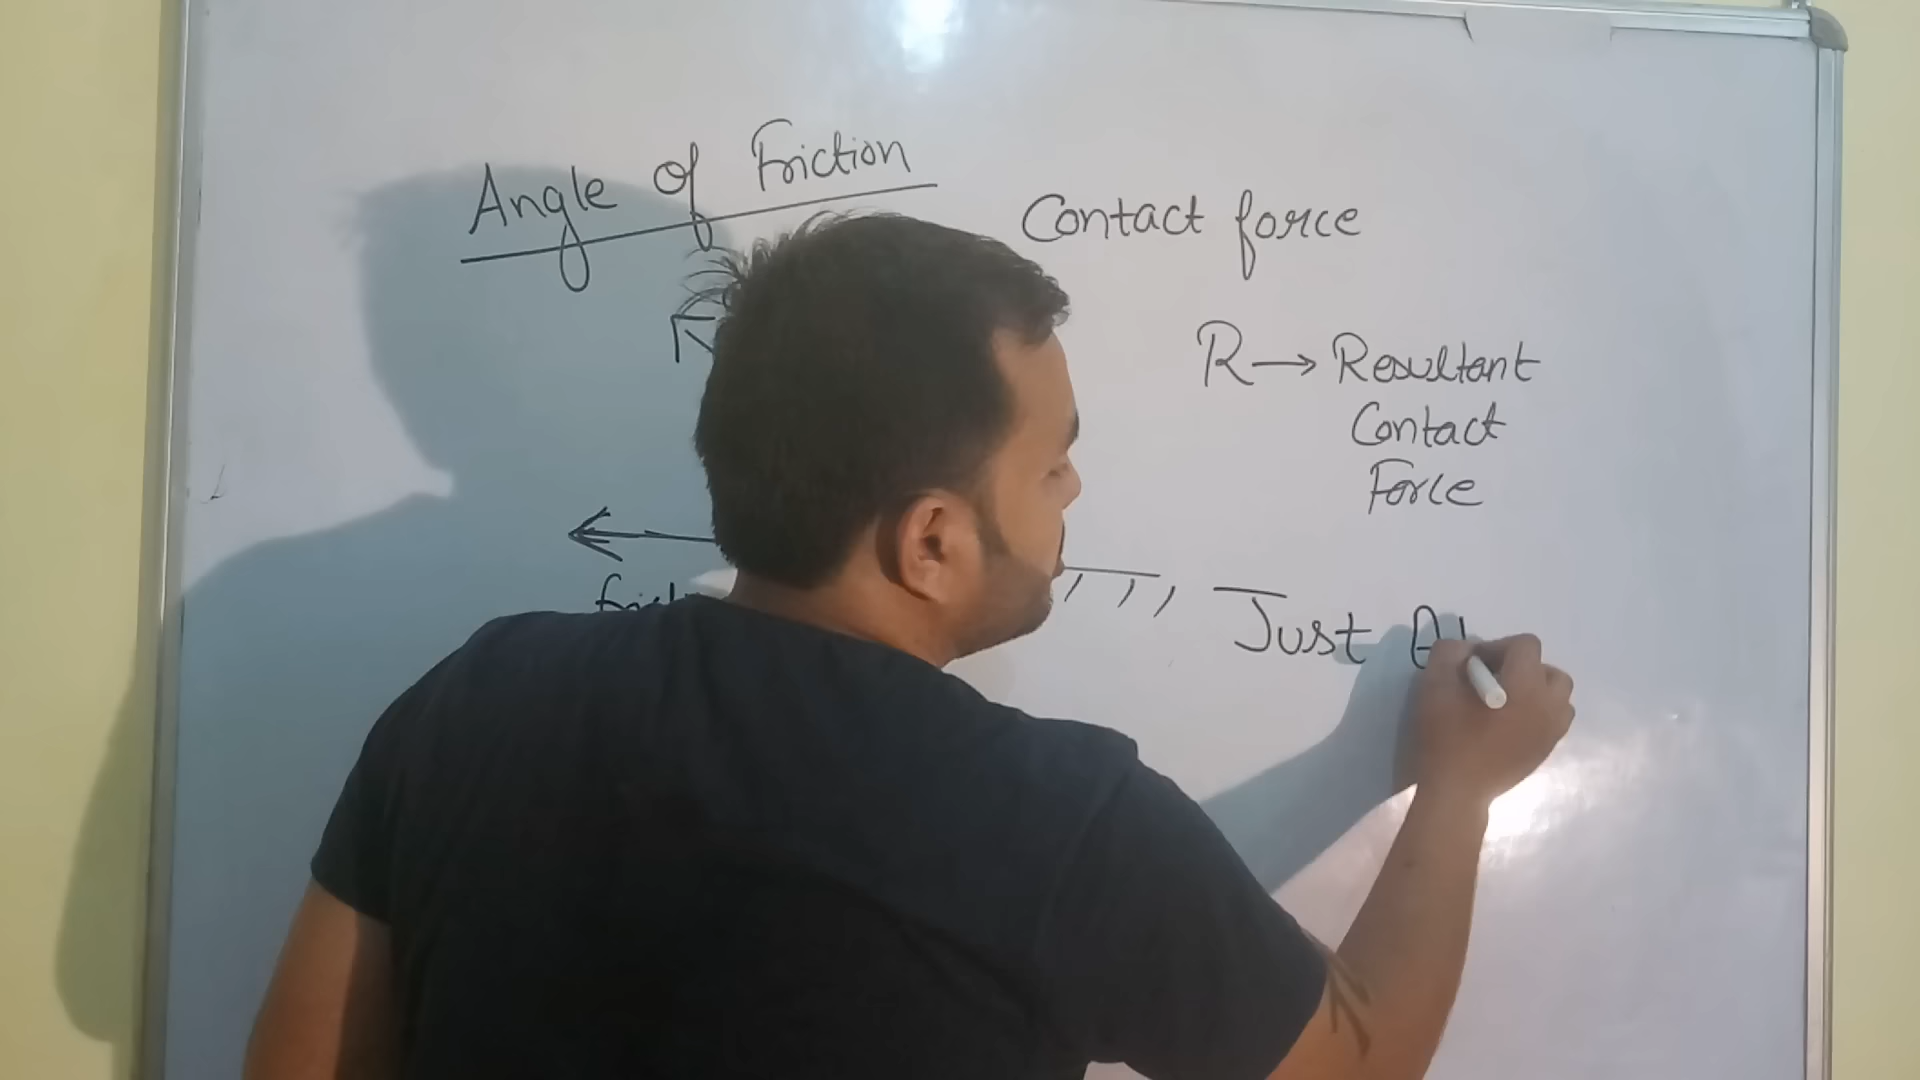 Angle of Friction
Contact force
R → Resultant
Contact
Force
Just